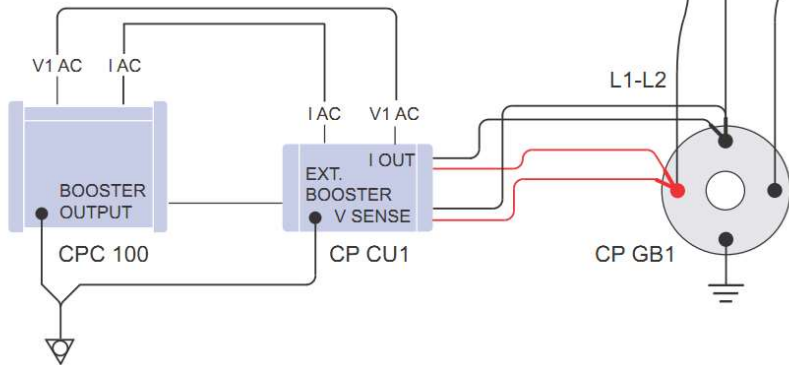 V1 AC
I AC
I AC
V1 AC
L1-L2
I OUT
EXT.
BOOSTER
V SENSE
BOOSTER
OUTPUT
CPC 100
CP CU1
CP GB1